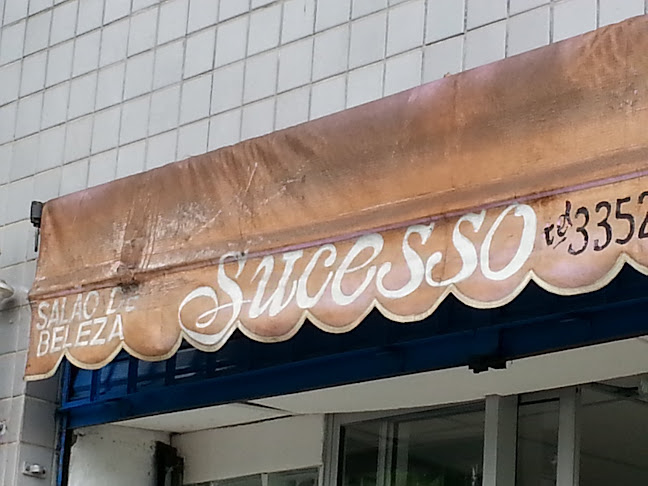 SALÃO DE
BELEZA
Sucesso
tel 3352